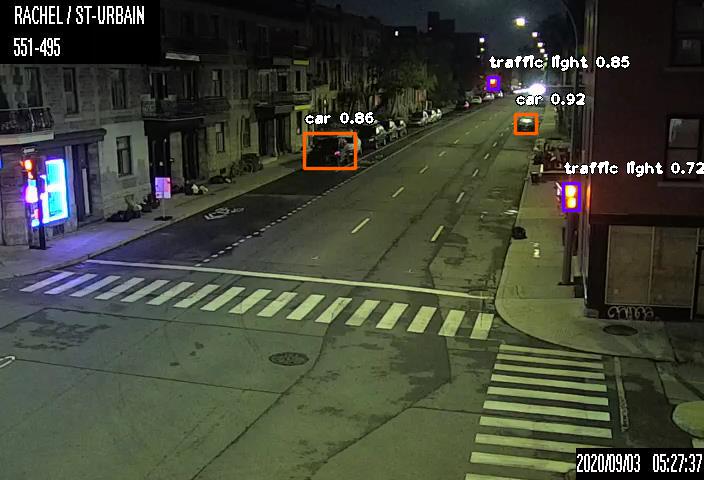 RACHEL / ST-URBAIN
551-495
traffic light 0.85
car 0.92
car 0.86
traffic light 0.72
2020/09/03 05:27:37